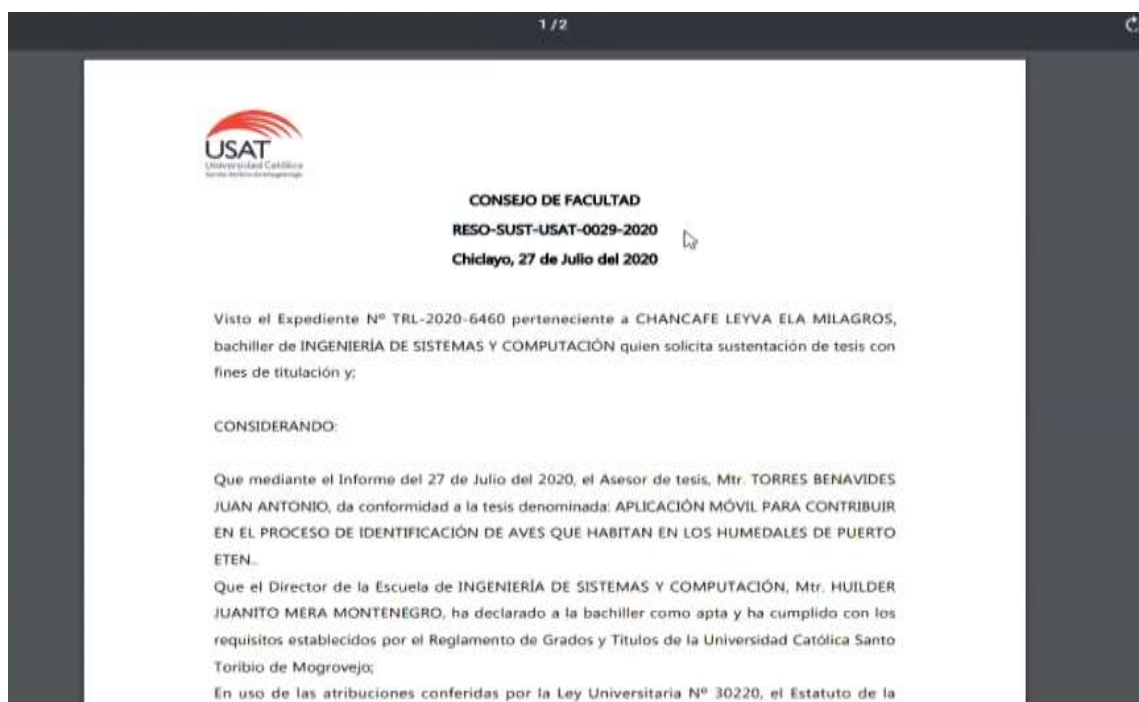 1 / 2
USAT
Universidad Católica
Santo Toribio de Mogrovejo
CONSEJO DE FACULTAD
RESO-SUST-USAT-0029-2020
Chiclayo, 27 de Julio del 2020
Visto el Expediente Nº TRL-2020-6460 perteneciente a CHANCAFE LEYVA ELA MILAGROS,
bachiller de INGENIERÍA DE SISTEMAS Y COMPUTACIÓN quien solicita sustentación de tesis con
fines de titulación y;
CONSIDERANDO:
Que mediante el Informe del 27 de Julio del 2020, el Asesor de tesis, Mtr. TORRES BENAVIDES
JUAN ANTONIO, da conformidad a la tesis denominada: APLICACIÓN MÓVIL PARA CONTRIBUIR
EN EL PROCESO DE IDENTIFICACIÓN DE AVES QUE HABITAN EN LOS HUMEDALES DE PUERTO
ETEN..
Que el Director de la Escuela de INGENIERÍA DE SISTEMAS Y COMPUTACIÓN, Mtr. HUILDER
JUANITO MERA MONTENEGRO, ha declarado a la bachiller como apta y ha cumplido con los
requisitos establecidos por el Reglamento de Grados y Títulos de la Universidad Católica Santo
Toribio de Mogrovejo;
En uso de las atribuciones conferidas por la Ley Universitaria Nº 30220, el Estatuto de la